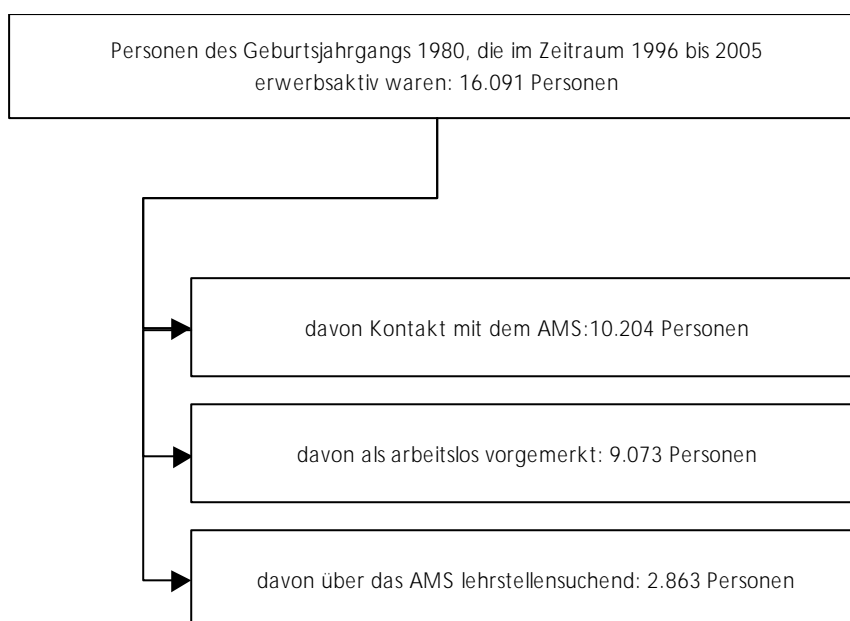 Personen des Geburtsjahrgangs 1980, die im Zeitraum 1996 bis 2005
erwerbsaktiv waren: 16.091 Personen
davon Kontakt mit dem AMS:10.204 Personen
davon als arbeitslos vorgemerkt: 9.073 Personen
davon über das AMS lehrstellensuchend: 2.863 Personen